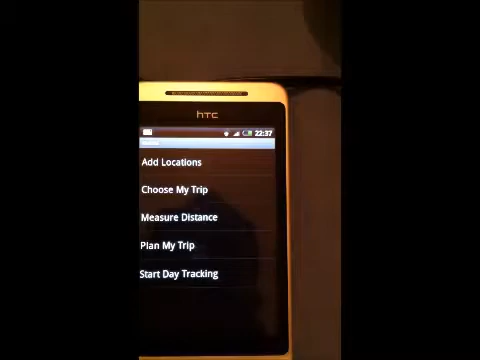 hTC
22:37
Add Locations
Choose My Trip
Measure Distance
Plan My Trip
Start Day Tracking